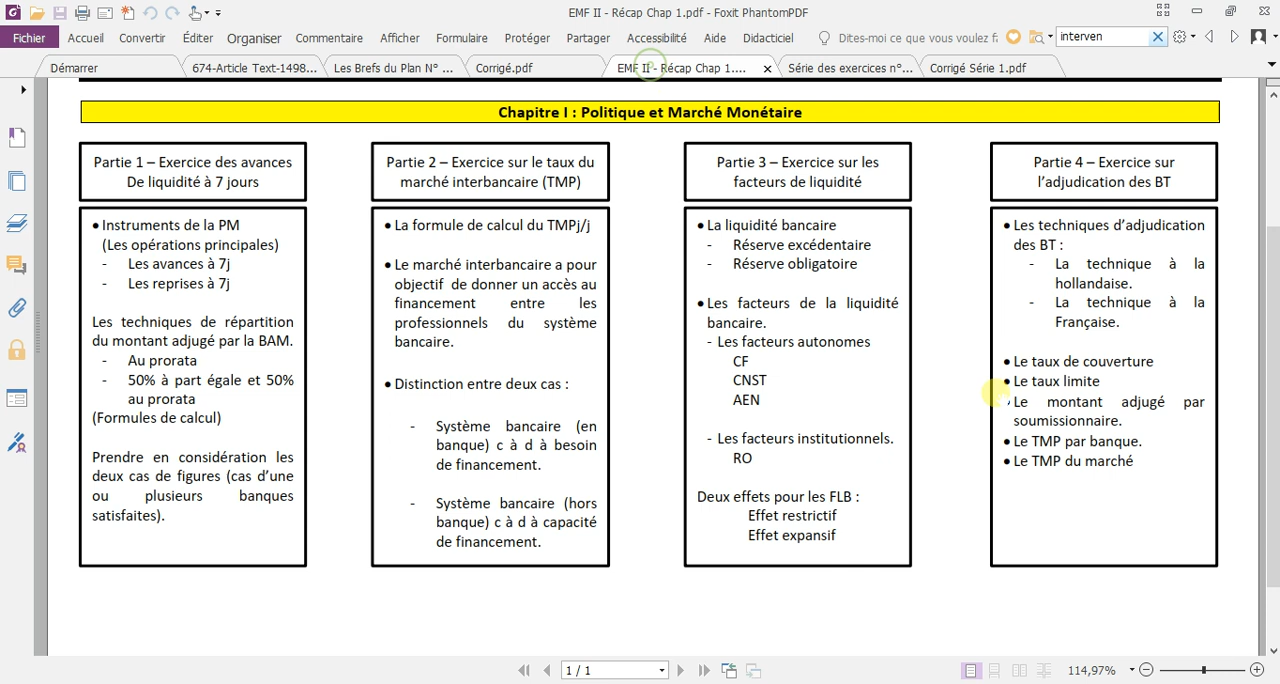 EMF II - Récap Chap 1.pdf - Foxit PhantomPDF
Fichier Accueil Convertir Éditer Organiser Commentaire Afficher Formulaire Protéger Partager Accessibilité Aide Didacticiel Dites-moi ce que vous voulez f. interven
Démarrer 674-Article Text-1498... Les Brefs du Plan N° ... Corrigé.pdf EMF II - Récap Chap 1.... Série des exercices n°... Corrigé Série 1.pdf
Chapitre I : Politique et Marché Monétaire
Partie 1 – Exercice des avances
De liquidité à 7 jours
• Instruments de la PM
(Les opérations principales)
- Les avances à 7j
- Les reprises à 7j
Les techniques de répartition
du montant adjugé par la BAM.
- Au prorata
- 50% à part égale et 50%
au prorata
(Formules de calcul)
Prendre en considération les
deux cas de figures (cas d’une
ou plusieurs banques
satisfaites).
Partie 2 – Exercice sur le taux du
marché interbancaire (TMP)
• La formule de calcul du TMPj/j
• Le marché interbancaire a pour
objectif de donner un accès au
financement entre les
professionnels du système
bancaire.
• Distinction entre deux cas :
- Système bancaire (en
banque) c à d à besoin
de financement.
- Système bancaire (hors
banque) c à d à capacité
de financement.
Partie 3 – Exercice sur les
facteurs de liquidité
• La liquidité bancaire
- Réserve excédentaire
- Réserve obligatoire
• Les facteurs de la liquidité
bancaire.
- Les facteurs autonomes
CF
CNST
AEN
- Les facteurs institutionnels.
RO
Deux effets pour les FLB :
Effet restrictif
Effet expansif
Partie 4 – Exercice sur
l’adjudication des BT
• Les techniques d’adjudication
des BT :
- La technique à la
hollandaise.
- La technique à la
Française.
• Le taux de couverture
• Le taux limite
• Le montant adjugé par
soumissionnaire.
• Le TMP par banque.
• Le TMP du marché
1 / 1 114,97%